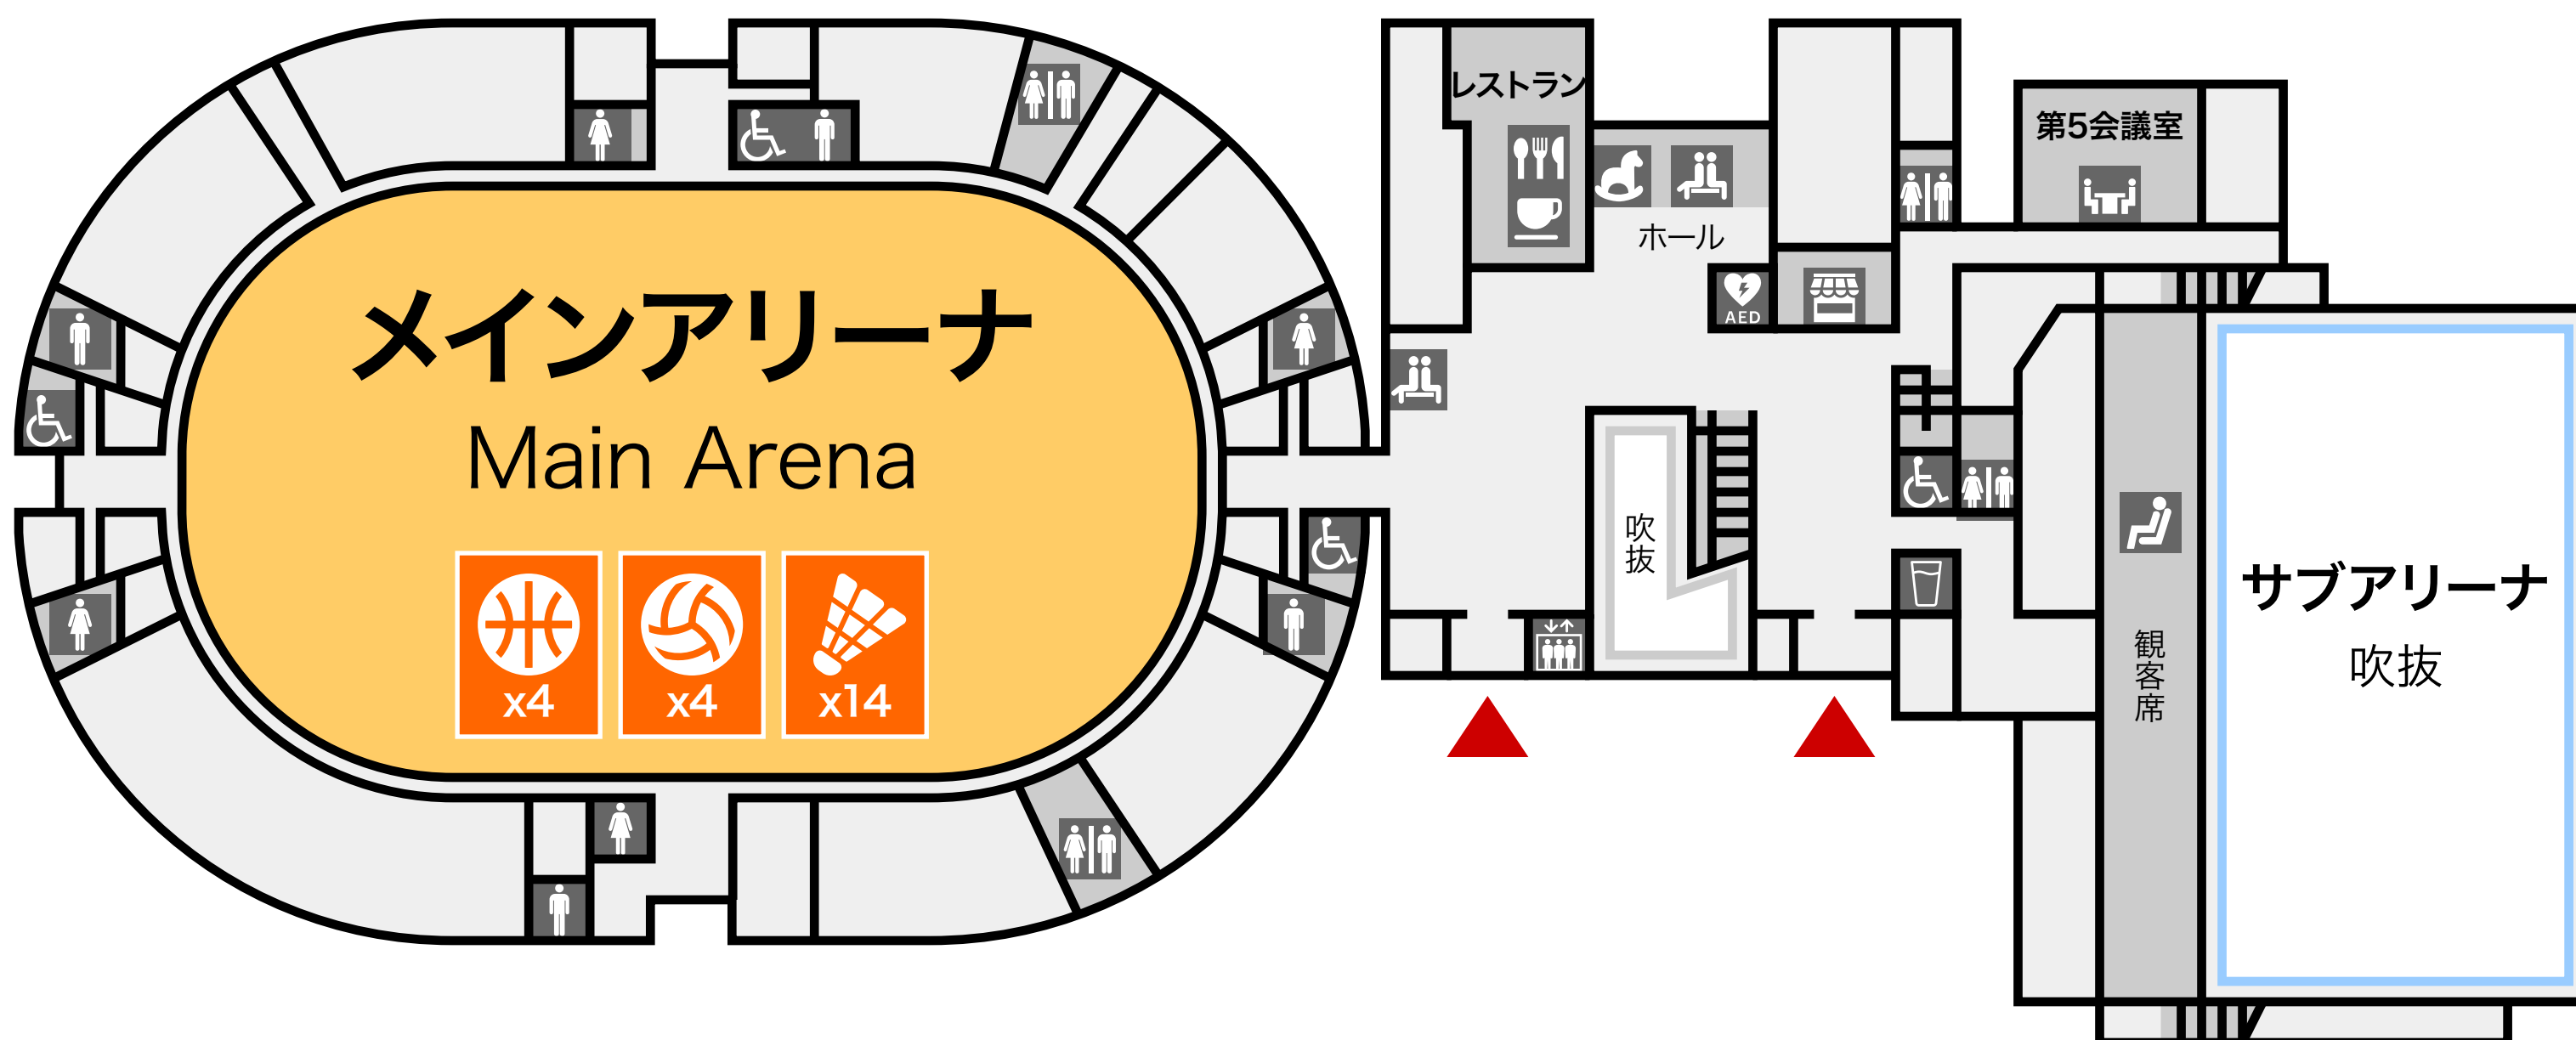 メインアリーナ
Main Arena
x4
x4
x14
レストラン
ホール
AED
吹抜
第5会議室
観客席
サブアリーナ
吹抜